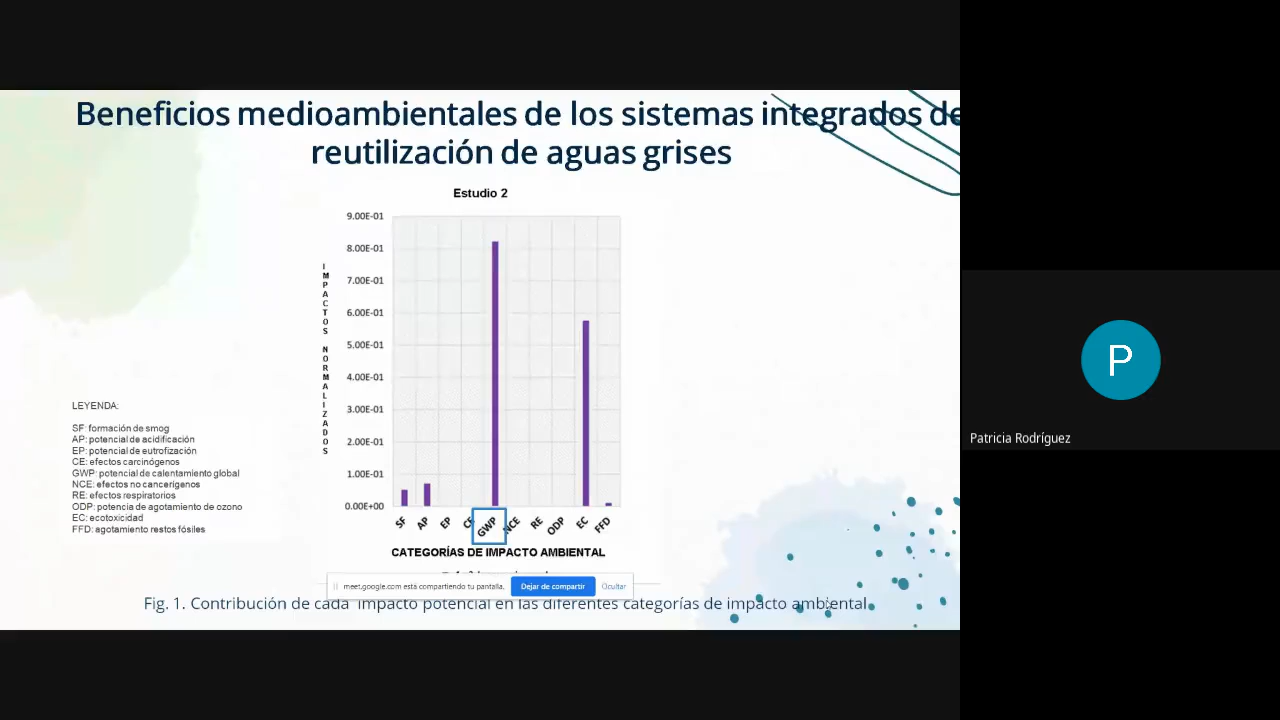 Beneficios medioambientales de los sistemas integrados de
reutilización de aguas grises
Estudio 2
9.00E-01
8.00E-01
7.00E-01
6.00E-01
5.00E-01
4.00E-01
3.00E-01
2.00E-01
1.00E-01
0.00E+00
IMPACTOS NORMALIZADOS
SF AP EP CE GWP NCE RE ODP EC FFD
CATEGORÍAS DE IMPACTO AMBIENTAL
LEYENDA:
SF: formación de smog
AP: potencial de acidificación
EP: potencial de eutrofización
CE: efectos carcinógenos
GWP: potencial de calentamiento global
NCE: efectos no cancerígenos
RE: efectos respiratorios
ODP: potencia de agotamiento de ozono
EC: ecotoxicidad
FFD: agotamiento restos fósiles
meet.google.com está compartiendo tu pantalla.
Dejar de compartir
Ocultar
Fig. 1. Contribución de cada impacto potencial en las diferentes categorías de impacto ambiental
P
Patricia Rodríguez